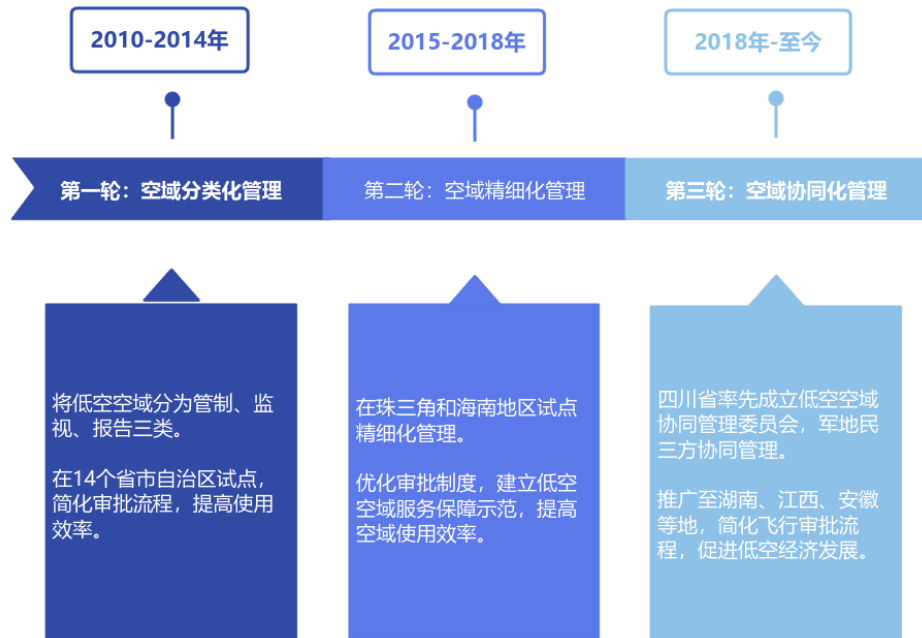 2010-2014年
2015-2018年
2018年-至今
第一轮：空域分类化管理
第二轮：空域精细化管理
第三轮：空域协同化管理
将低空空域分为管制、监
视、报告三类。
在14个省市自治区试点，
简化审批流程，提高使用
效率。
在珠三角和海南地区试点
精细化管理。
优化审批制度，建立低空
空域服务保障示范，提高
空域使用效率。
四川省率先成立低空空域
协同管理委员会，军地民
三方协同管理。
推广至湖南、江西、安徽
等地，简化飞行审批流
程，促进低空经济发展。